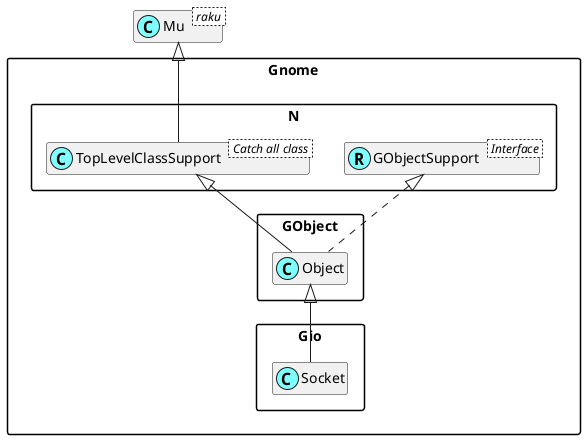 raku
C Mu
Gnome
N
Catch all class
C TopLevelClassSupport
Interface
R GObjectSupport
GObject
C Object
Gio
C Socket